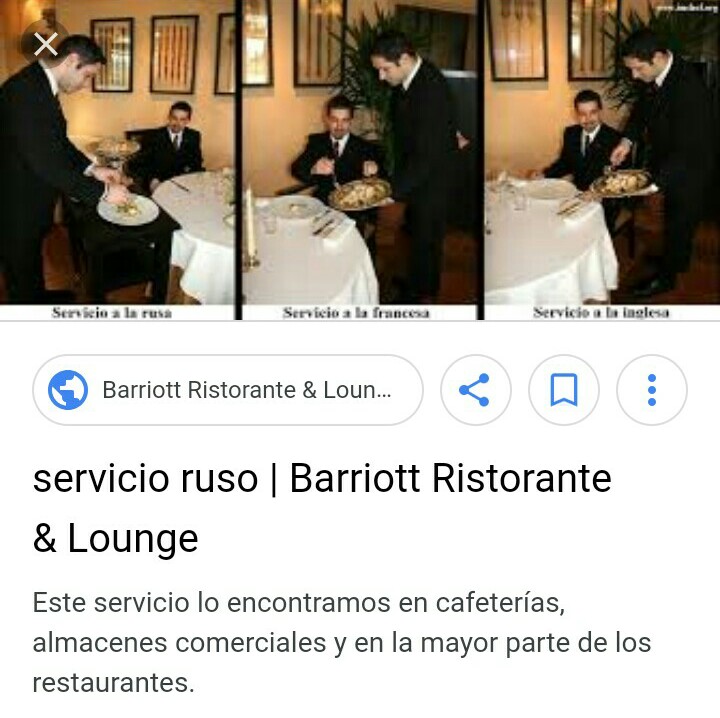 Servicio a la rusa
Servicio a la francesa
Servicio a la inglesa
Barriott Ristorante & Loun...
servicio ruso | Barriott Ristorante
& Lounge
Este servicio lo encontramos en cafeterías,
almacenes comerciales y en la mayor parte de los
restaurantes.